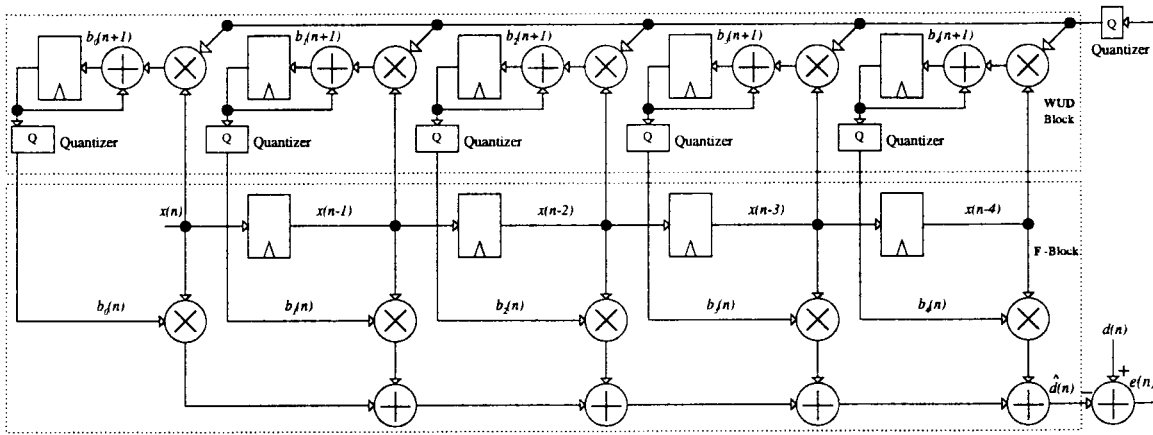 b₀(n+1) b₁(n+1) b₂(n+1) b₃(n+1) b₄(n+1) Q
Quantizer
WUD
Block
Q Quantizer Q Quantizer Q Quantizer Q Quantizer Q Quantizer
x(n) x(n-1) x(n-2) x(n-3) x(n-4)
F-Block
b₀(n) b₁(n) b₂(n) b₃(n) b₄(n)
d(n)
+
d̂(n) − e(n)